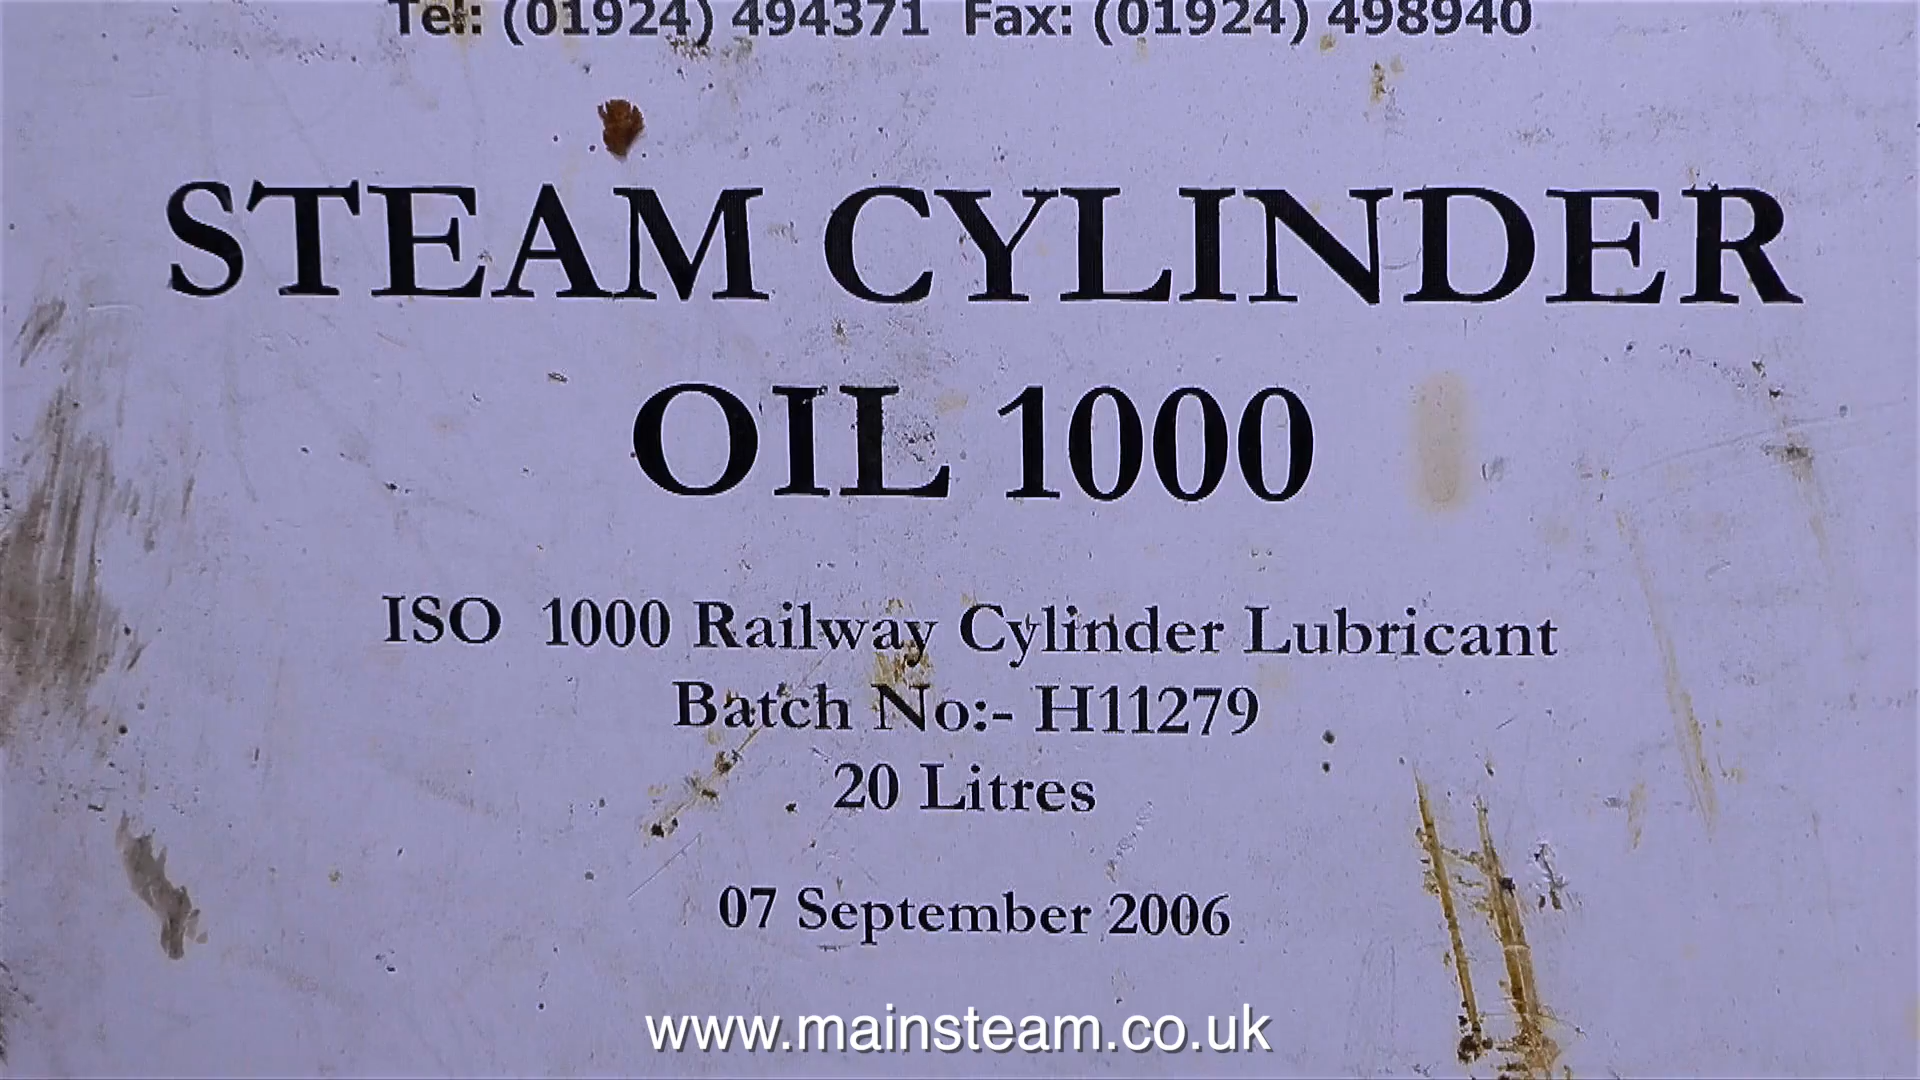 Tel: (01924) 494371 Fax: (01924) 498940
STEAM CYLINDER
OIL 1000
ISO 1000 Railway Cylinder Lubricant
Batch No:- H11279
20 Litres
07 September 2006
www.mainsteam.co.uk